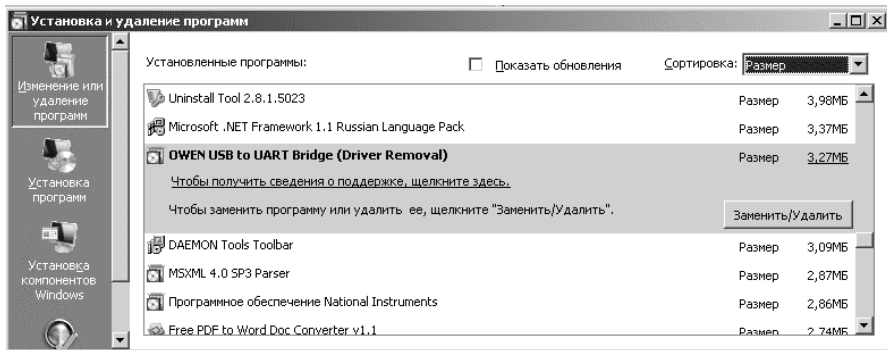 Установка и удаление программ
Изменение или
удаление
программ
Установка
программ
Установка
компонентов
Windows
Установленные программы:
Показать обновления
Сортировка: Размер
Uninstall Tool 2.8.1.5023 Размер 3,98МБ
Microsoft .NET Framework 1.1 Russian Language Pack Размер 3,37МБ
OWEN USB to UART Bridge (Driver Removal) Размер 3,27МБ
Чтобы получить сведения о поддержке, щелкните здесь.
Чтобы заменить программу или удалить ее, щелкните "Заменить/Удалить". Заменить/Удалить
DAEMON Tools Toolbar Размер 3,09МБ
MSXML 4.0 SP3 Parser Размер 2,87МБ
Программное обеспечение National Instruments Размер 2,86МБ
Free PDF to Word Doc Converter v1.1 Размер 2,74МБ